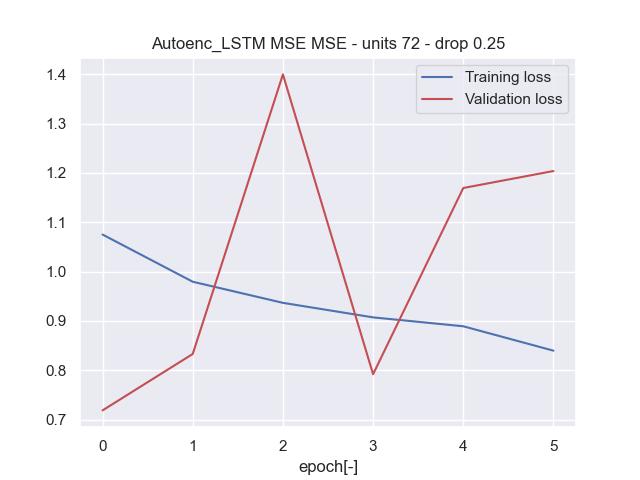 Autoenc_LSTM MSE MSE - units 72 - drop 0.25
Training loss
Validation loss
1.4
1.3
1.2
1.1
1.0
0.9
0.8
0.7
0 1 2 3 4 5
epoch[-]